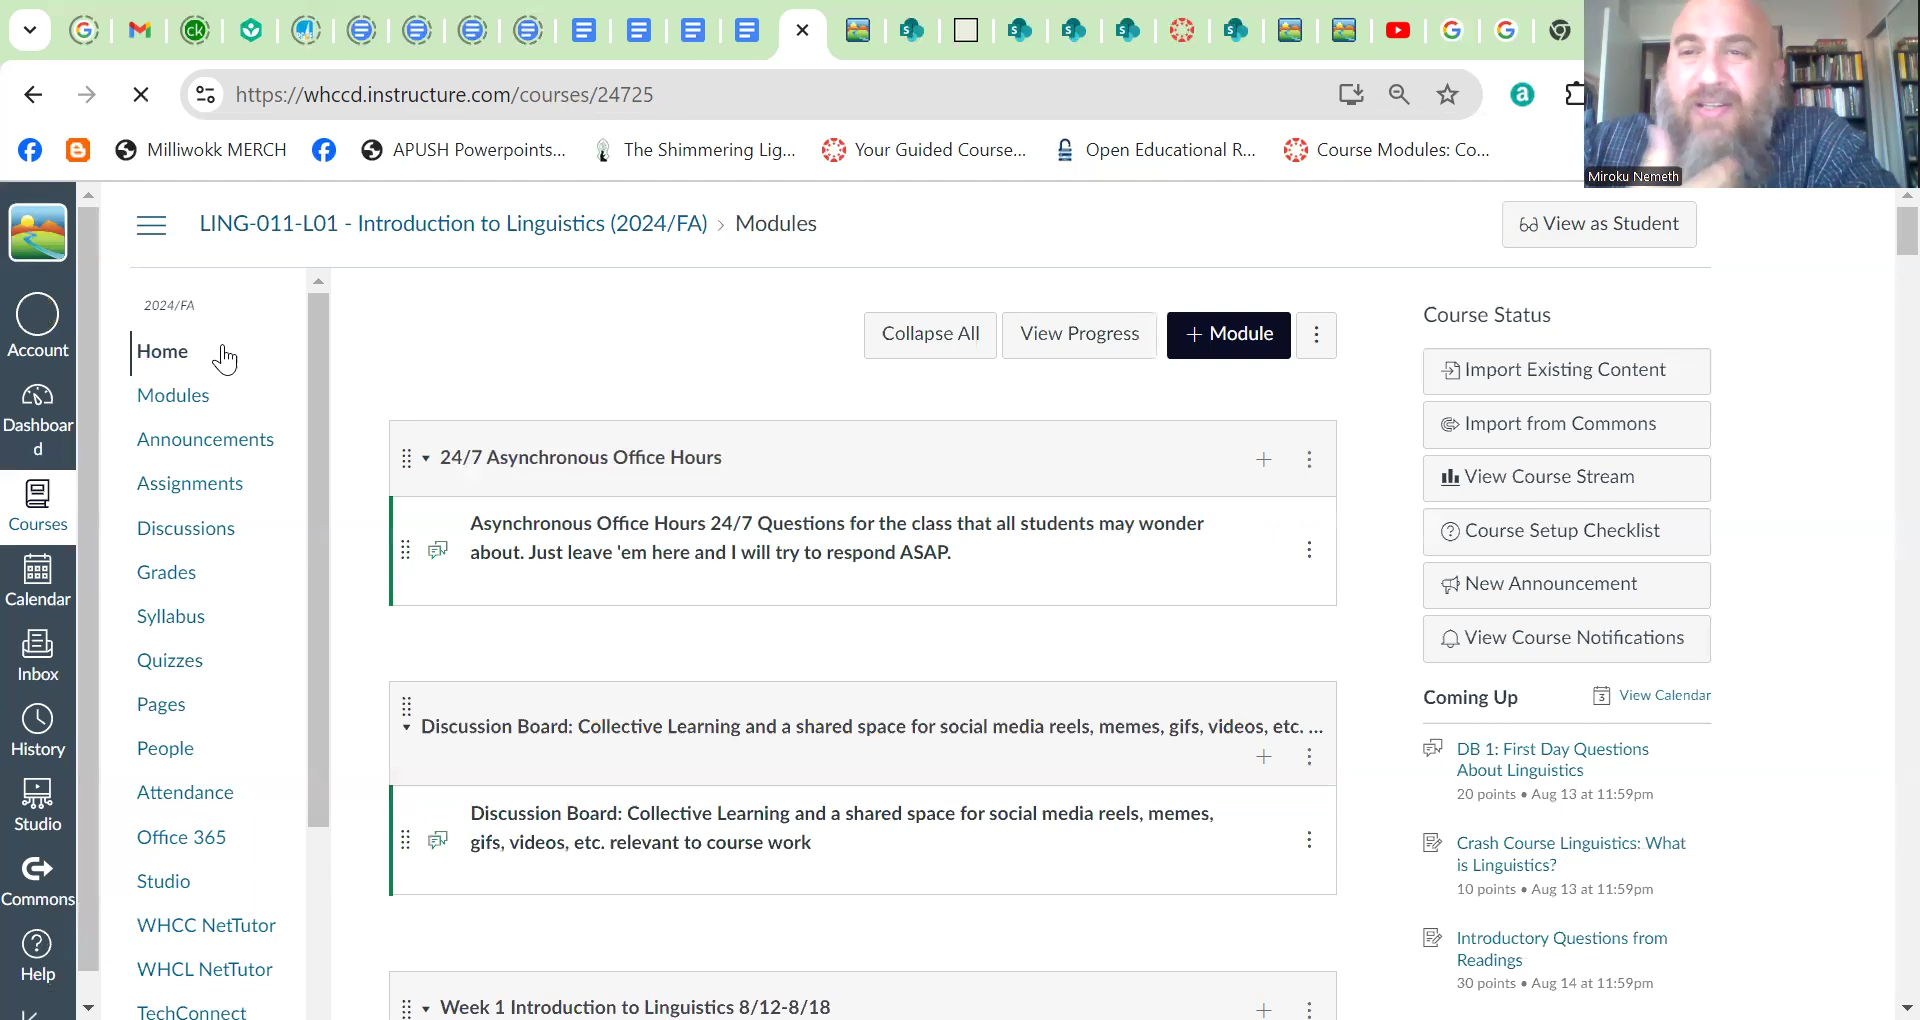 https://whccd.instructure.com/courses/24725
Milliwokk MERCH
APUSH Powerpoints...
The Shimmering Lig...
Your Guided Course...
Open Educational R...
Course Modules: Co...
Miroku Nemeth
LING-011-L01 - Introduction to Linguistics (2024/FA) › Modules
View as Student
Account
Dashboar
d
Courses
Calendar
Inbox
History
Studio
Commons
Help
2024/FA
Home
Modules
Announcements
Assignments
Discussions
Grades
Syllabus
Quizzes
Pages
People
Attendance
Office 365
Studio
WHCC NetTutor
WHCL NetTutor
TechConnect
Collapse All
View Progress
+ Module
24/7 Asynchronous Office Hours
Asynchronous Office Hours 24/7 Questions for the class that all students may wonder
about. Just leave 'em here and I will try to respond ASAP.
Discussion Board: Collective Learning and a shared space for social media reels, memes, gifs, videos, etc. ...
Discussion Board: Collective Learning and a shared space for social media reels, memes,
gifs, videos, etc. relevant to course work
Week 1 Introduction to Linguistics 8/12-8/18
Course Status
Import Existing Content
Import from Commons
View Course Stream
Course Setup Checklist
New Announcement
View Course Notifications
Coming Up
3 View Calendar
DB 1: First Day Questions
About Linguistics
20 points • Aug 13 at 11:59pm
Crash Course Linguistics: What
is Linguistics?
10 points • Aug 13 at 11:59pm
Introductory Questions from
Readings
30 points • Aug 14 at 11:59pm